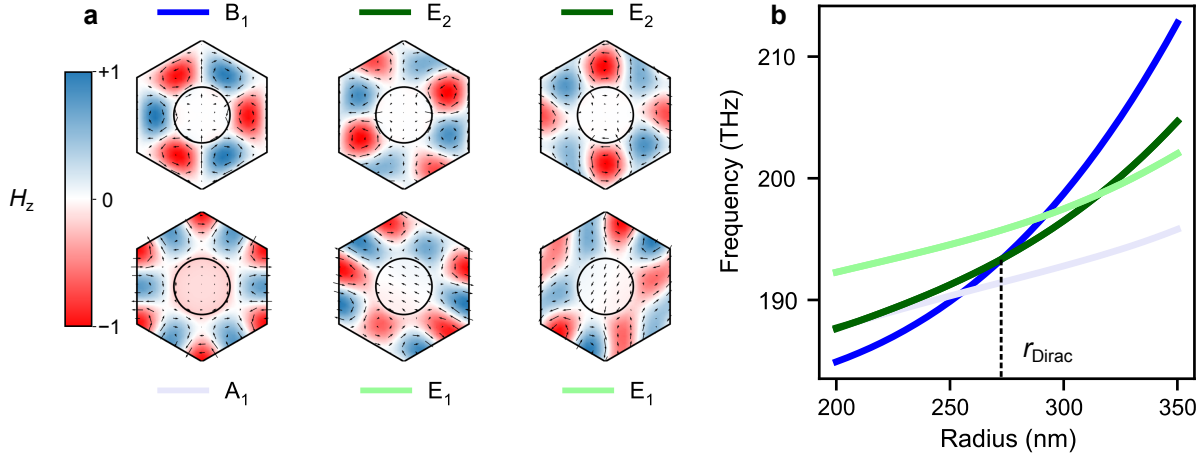 a
B1
E2
E2
Hz
+1
0
−1
A1
E1
E1
b
Frequency (THz)
210
200
190
rDirac
200
250
300
350
Radius (nm)